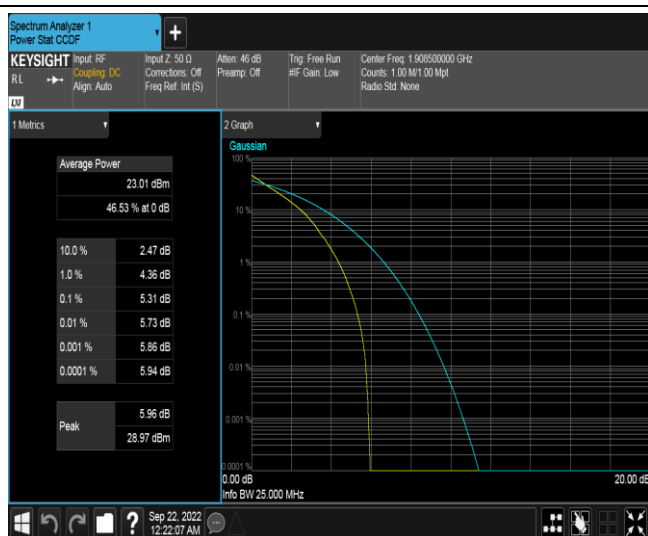 Spectrum Analyzer 1
Power Stat CCDF
+
KEYSIGHT
RL
LXI
Input: RF
Coupling: DC
Align: Auto
Input Z: 50 Ω
Corrections: Off
Freq Ref: Int (S)
Atten: 46 dB
Preamp: Off
Trig: Free Run
#IF Gain: Low
Center Freq: 1.908500000 GHz
Counts: 1.00 M/1.00 Mpt
Radio Std: None
1 Metrics
Average Power
23.01 dBm
46.53 % at 0 dB
10.0 % 2.47 dB
1.0 % 4.36 dB
0.1 % 5.31 dB
0.01 % 5.73 dB
0.001 % 5.86 dB
0.0001 % 5.94 dB
Peak
5.96 dB
28.97 dBm
2 Graph
Gaussian
100 %
10 %
1 %
0.1 %
0.01 %
0.001 %
0.0001 %
0.00 dB 20.00 dB
Info BW 25.000 MHz
?
Sep 22, 2022
12:22:07 AM